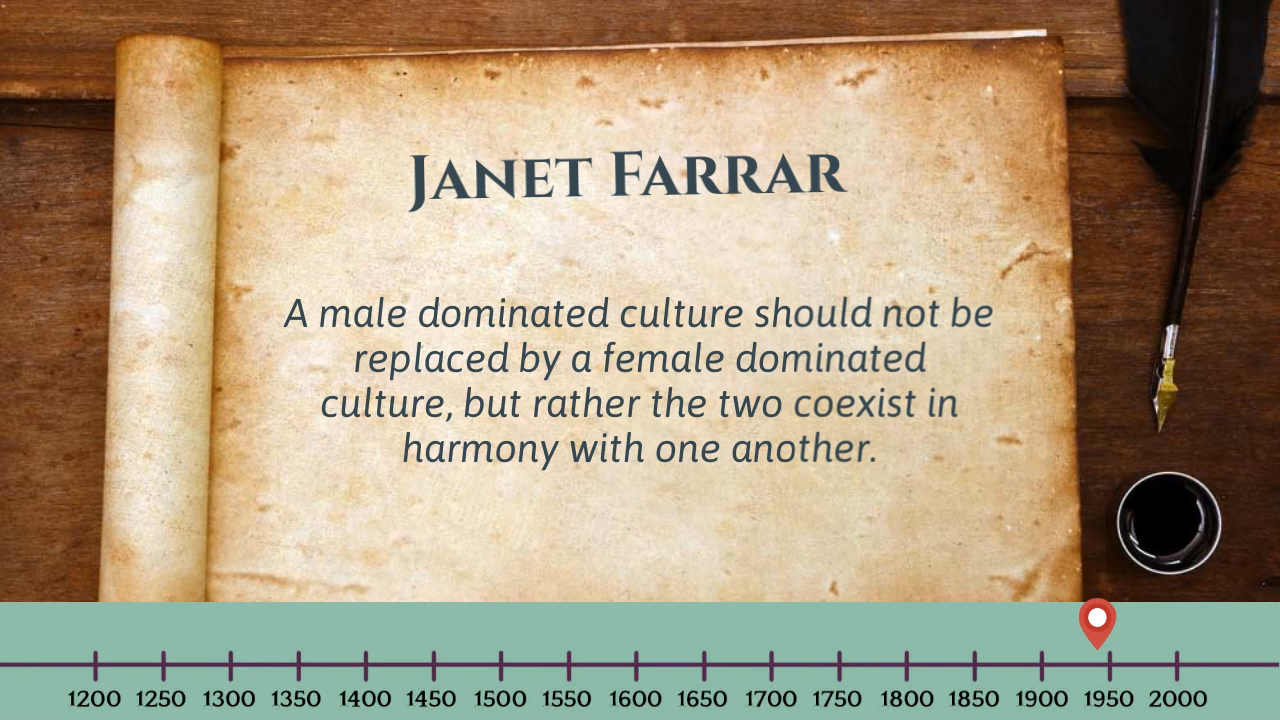 Janet Farrar
A male dominated culture should not be
replaced by a female dominated
culture, but rather the two coexist in
harmony with one another.
1200 1250 1300 1350 1400 1450 1500 1550 1600 1650 1700 1750 1800 1850 1900 1950 2000